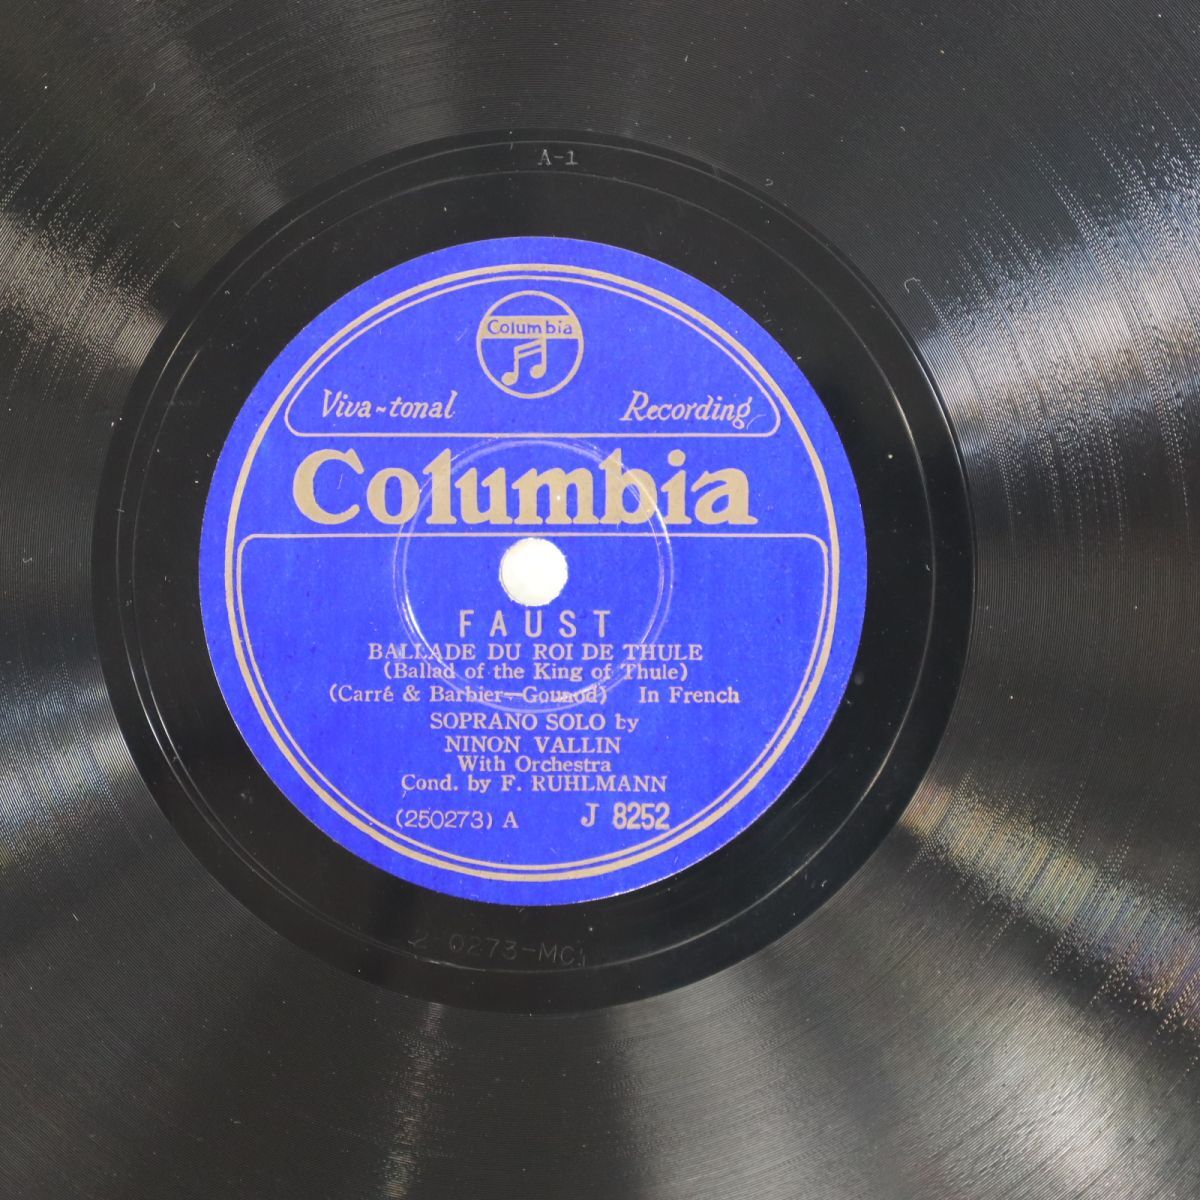 A-1
Columbia
Viva-tonal Recording
Columbia
FAUST
BALLADE DU ROI DE THULE
(Ballad of the King of Thule)
(Carré & Barbier—Gounod) In French
SOPRANO SOLO by
NINON VALLIN
With Orchestra
Cond. by F. RUHLMANN
(250273) A J 8252